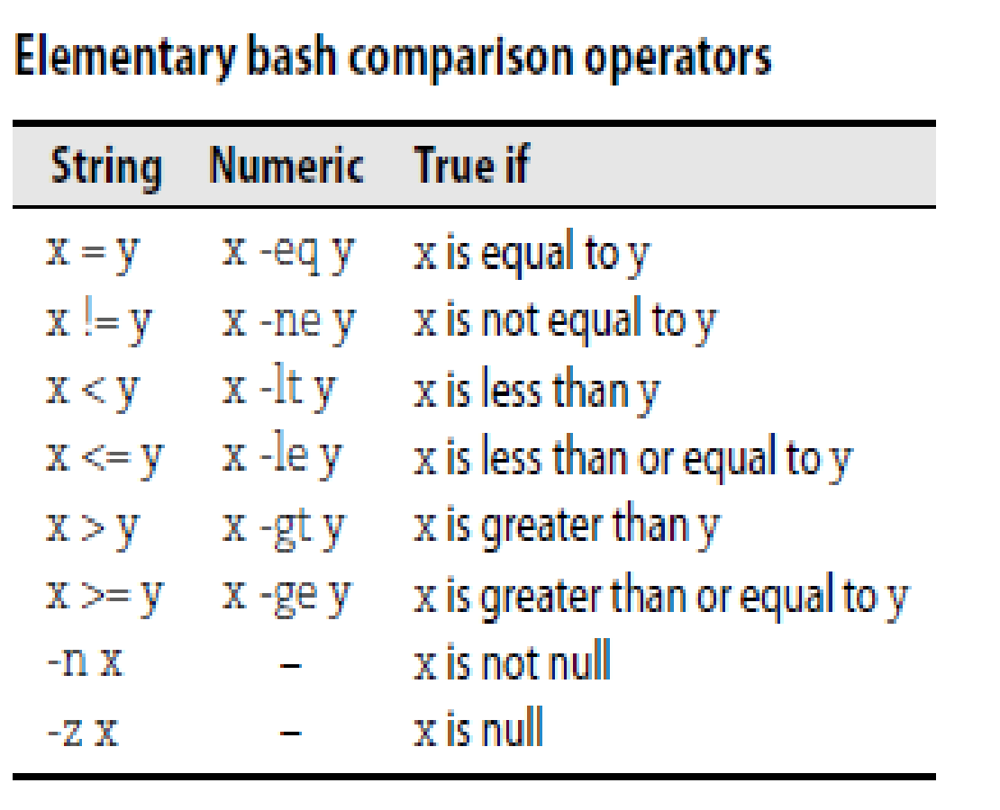 Elementary bash comparison operators
String Numeric True if
x = y x -eq y x is equal to y
x != y x -ne y x is not equal to y
x < y x -lt y x is less than y
x <= y x -le y x is less than or equal to y
x > y x -gt y x is greater than y
x >= y x -ge y x is greater than or equal to y
-n x – x is not null
-z x – x is null